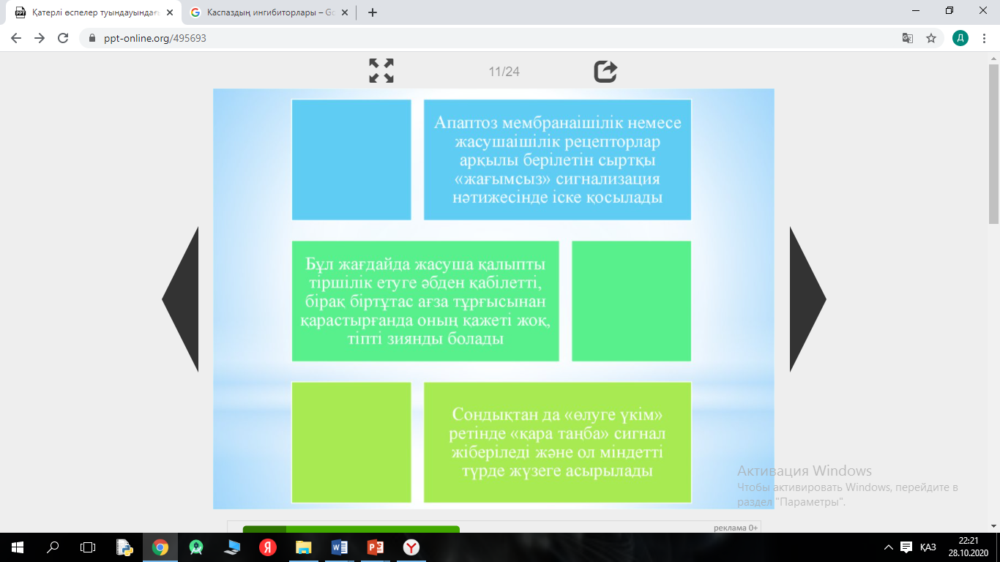 Қатерлі өспелер туындауындағ
Каспаздың ингибиторлары – Go
ppt-online.org/495693
Д
11/24
Апаптоз мембранаішілік немесе
жасушаішілік рецепторлар
арқылы берілетін сыртқы
«жағымсыз» сигнализация
нәтижесінде іске қосылады
Бұл жағдайда жасуша қалыпты
тіршілік етуге әбден қабілетті,
бірақ біртұтас ағза тұрғысынан
қарастырғанда оның қажеті жоқ,
тіпті зиянды болады
Сондықтан да «өлуге үкім»
ретінде «қара таңба» сигнал
жіберіледі және ол міндетті
түрде жүзеге асырылады
Активация Windows
Чтобы активировать Windows, перейдите в
раздел "Параметры".
реклама 0+
ҚАЗ
22:21
28.10.2020